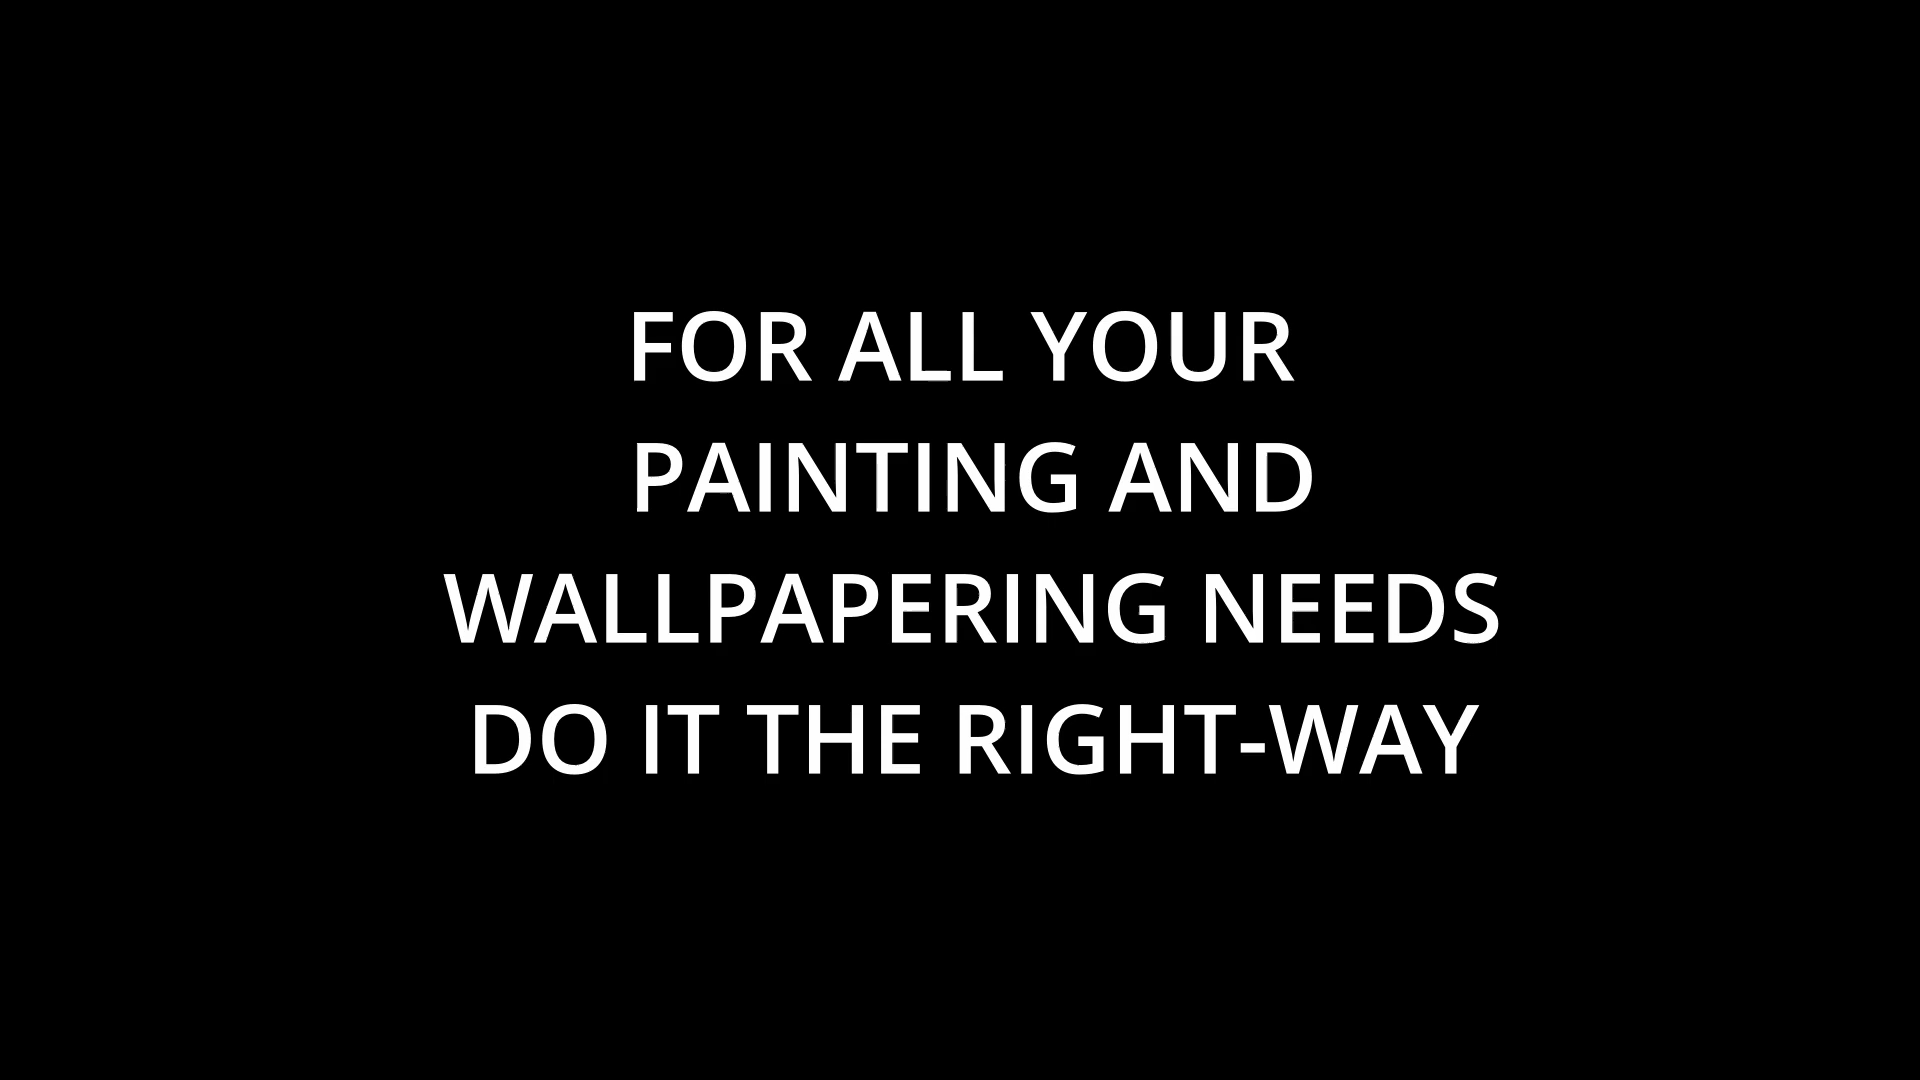 FOR ALL YOUR
PAINTING AND
WALLPAPERING NEEDS
DO IT THE RIGHT-WAY